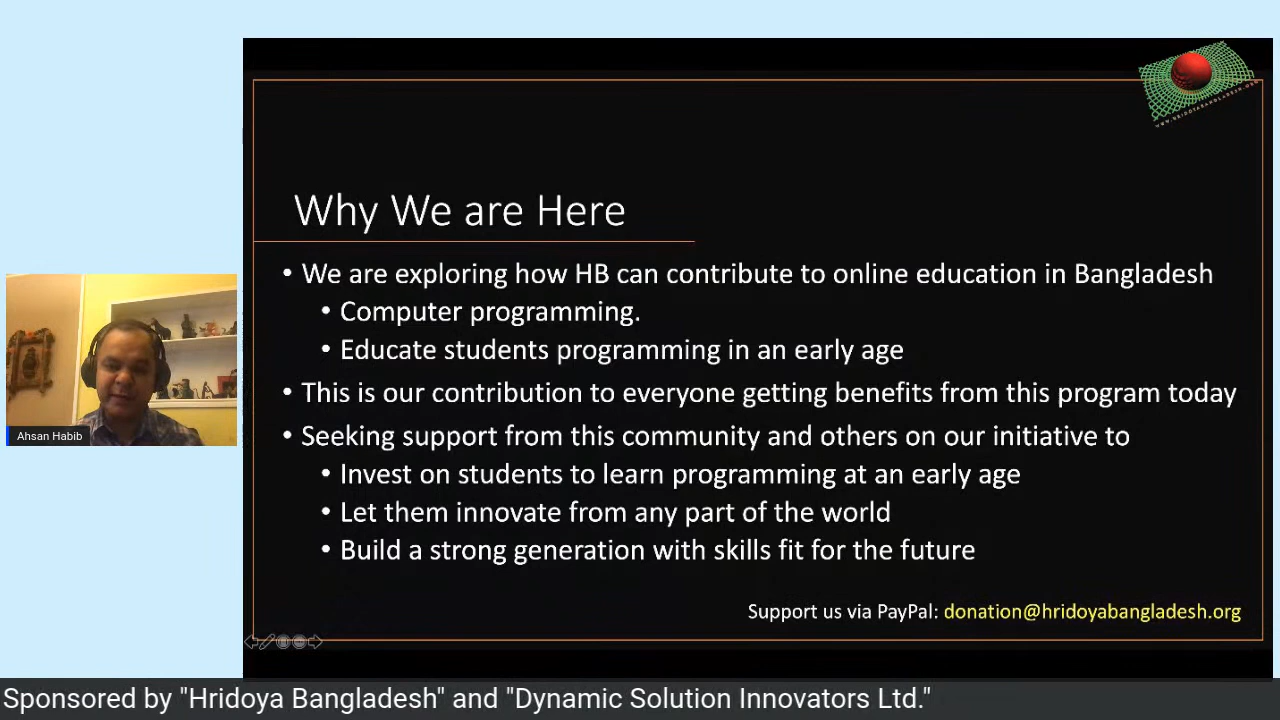 WWW.HRIDOYABANGLADESH.ORG
Why We are Here
• We are exploring how HB can contribute to online education in Bangladesh
• Computer programming.
• Educate students programming in an early age
• This is our contribution to everyone getting benefits from this program today
• Seeking support from this community and others on our initiative to
• Invest on students to learn programming at an early age
• Let them innovate from any part of the world
• Build a strong generation with skills fit for the future
Support us via PayPal: donation@hridoyabangladesh.org
Ahsan Habib
Sponsored by "Hridoya Bangladesh" and "Dynamic Solution Innovators Ltd."